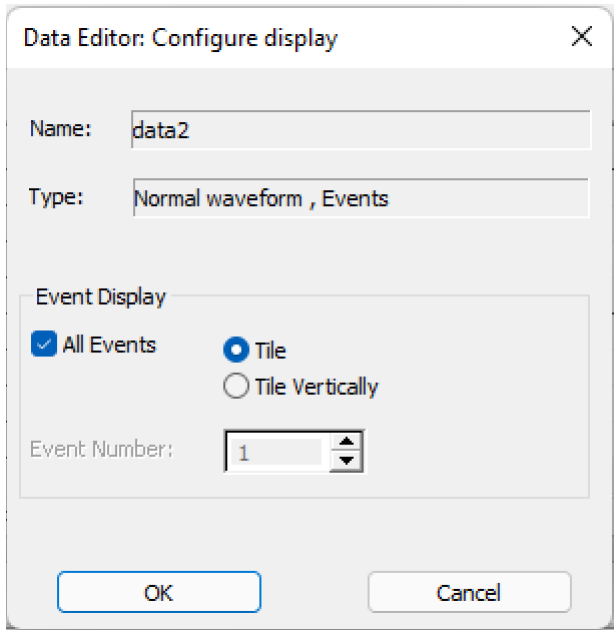 Data Editor: Configure display
Name: data2
Type: Normal waveform , Events
Event Display
All Events
Tile
Tile Vertically
Event Number: 1
OK Cancel